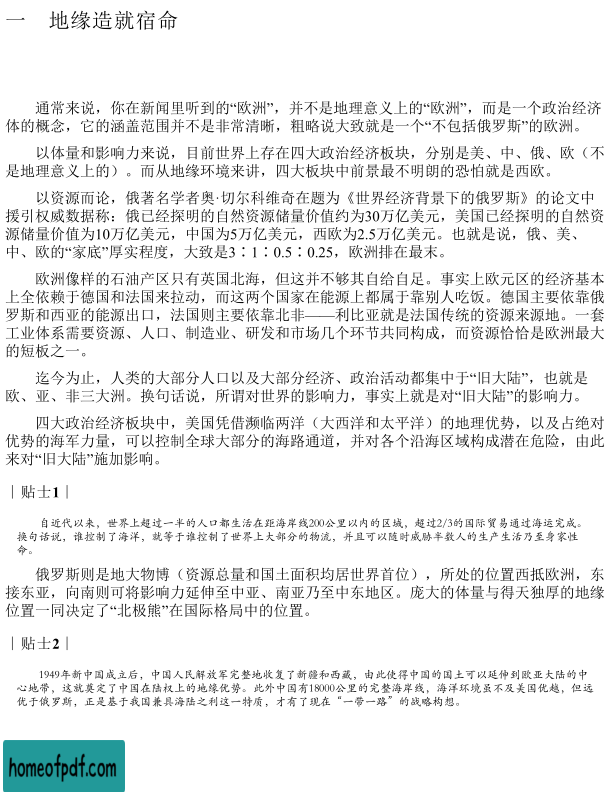 一 地缘造就宿命
通常来说，你在新闻里听到的“欧洲”，并不是地理意义上的“欧洲”，而是一个政治经济
体的概念，它的涵盖范围并不是非常清晰，粗略说大致就是一个“不包括俄罗斯”的欧洲。
以体量和影响力来说，目前世界上存在四大政治经济板块，分别是美、中、俄、欧（不
是地理意义上的）。而从地缘环境来讲，四大板块中前景最不明朗的恐怕就是西欧。
以资源而论，俄著名学者奥·切尔科维奇在题为《世界经济背景下的俄罗斯》的论文中
援引权威数据称：俄已经探明的自然资源储量价值约为30万亿美元，美国已经探明的自然资
源储量价值为10万亿美元，中国为5万亿美元，西欧为2.5万亿美元。也就是说，俄、美、
中、欧的“家底”厚实程度，大致是3∶1∶0.5∶0.25，欧洲排在最末。
欧洲像样的石油产区只有英国北海，但这并不够其自给自足。事实上欧元区的经济基本
上全依赖于德国和法国来拉动，而这两个国家在能源上都属于靠别人吃饭。德国主要依靠俄
罗斯和西亚的能源出口，法国则主要依靠北非——利比亚就是法国传统的资源来源地。一套
工业体系需要资源、人口、制造业、研发和市场几个环节共同构成，而资源恰恰是欧洲最大
的短板之一。
迄今为止，人类的大部分人口以及大部分经济、政治活动都集中于“旧大陆”，也就是
欧、亚、非三大洲。换句话说，所谓对世界的影响力，事实上就是对“旧大陆”的影响力。
四大政治经济板块中，美国凭借濒临两洋（大西洋和太平洋）的地理优势，以及占绝对
优势的海军力量，可以控制全球大部分的海路通道，并对各个沿海区域构成潜在危险，由此
来对“旧大陆”施加影响。
｜贴士1｜
自近代以来，世界上超过一半的人口都生活在距海岸线200公里以内的区域，超过2/3的国际贸易通过海运完成。
换句话说，谁控制了海洋，就等于谁控制了世界上大部分的物流，并且可以随时威胁半数人的生产生活乃至身家性
命。
俄罗斯则是地大物博（资源总量和国土面积均居世界首位），所处的位置西抵欧洲，东
接东亚，向南则可将影响力延伸至中亚、南亚乃至中东地区。庞大的体量与得天独厚的地缘
位置一同决定了“北极熊”在国际格局中的位置。
｜贴士2｜
1949年新中国成立后，中国人民解放军完整地收复了新疆和西藏，由此使得中国的国土可以延伸到欧亚大陆的中
心地带，这就奠定了中国在陆权上的地缘优势。此外中国有18000公里的完整海岸线，海洋环境虽不及美国优越，但远
优于俄罗斯，正是基于我国兼具海陆之利这一特质，才有了现在“一带一路”的战略构想。
homeofpdf.com